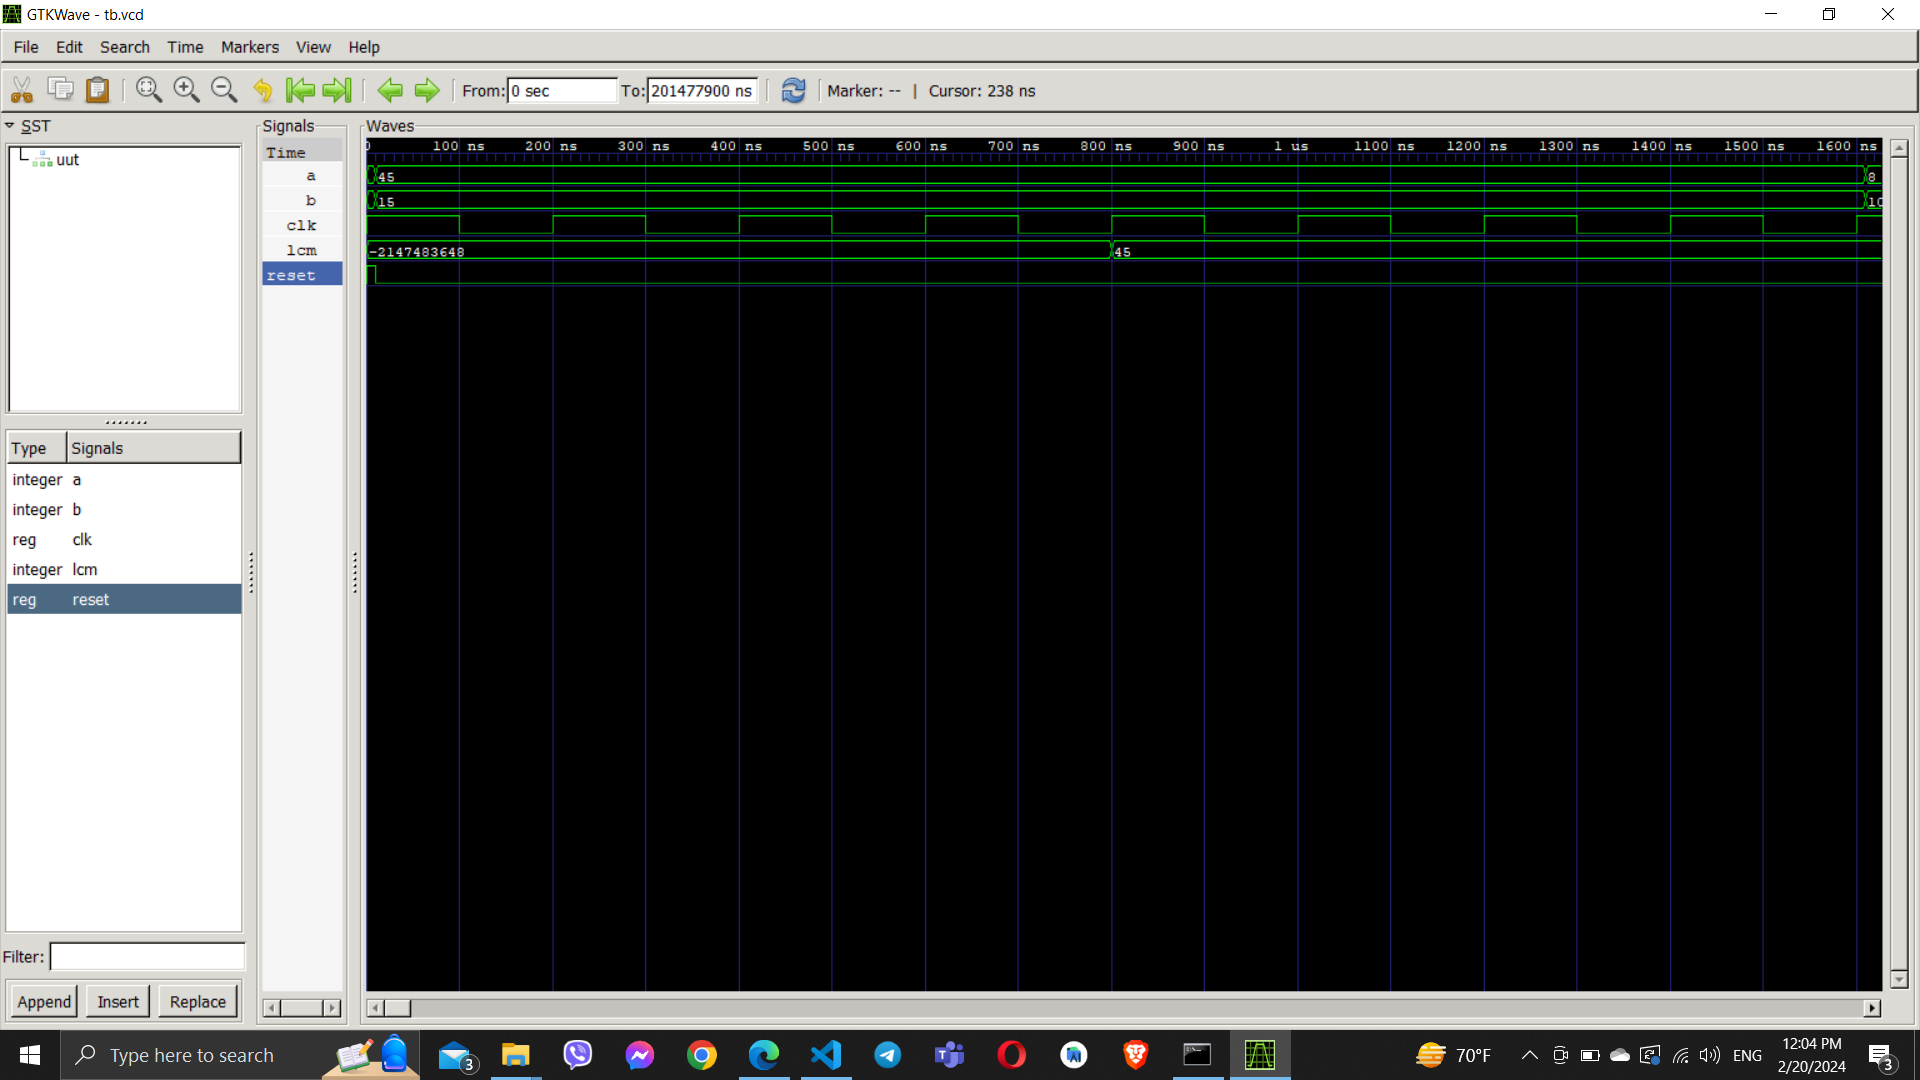 GTKWave - tb.vcd
File Edit Search Time Markers View Help
From: 0 sec To: 201477900 ns Marker: -- | Cursor: 238 ns
SST
uut
Type Signals
integer a
integer b
reg clk
integer lcm
reg reset
Filter:
Append Insert Replace
Signals
Time
a
b
clk
lcm
reset
Waves
0 100 ns 200 ns 300 ns 400 ns 500 ns 600 ns 700 ns 800 ns 900 ns 1 us 1100 ns 1200 ns 1300 ns 1400 ns 1500 ns 1600 ns
45 8
15 10
-2147483648 45
Type here to search
3
70°F
ENG
12:04 PM
2/20/2024
3